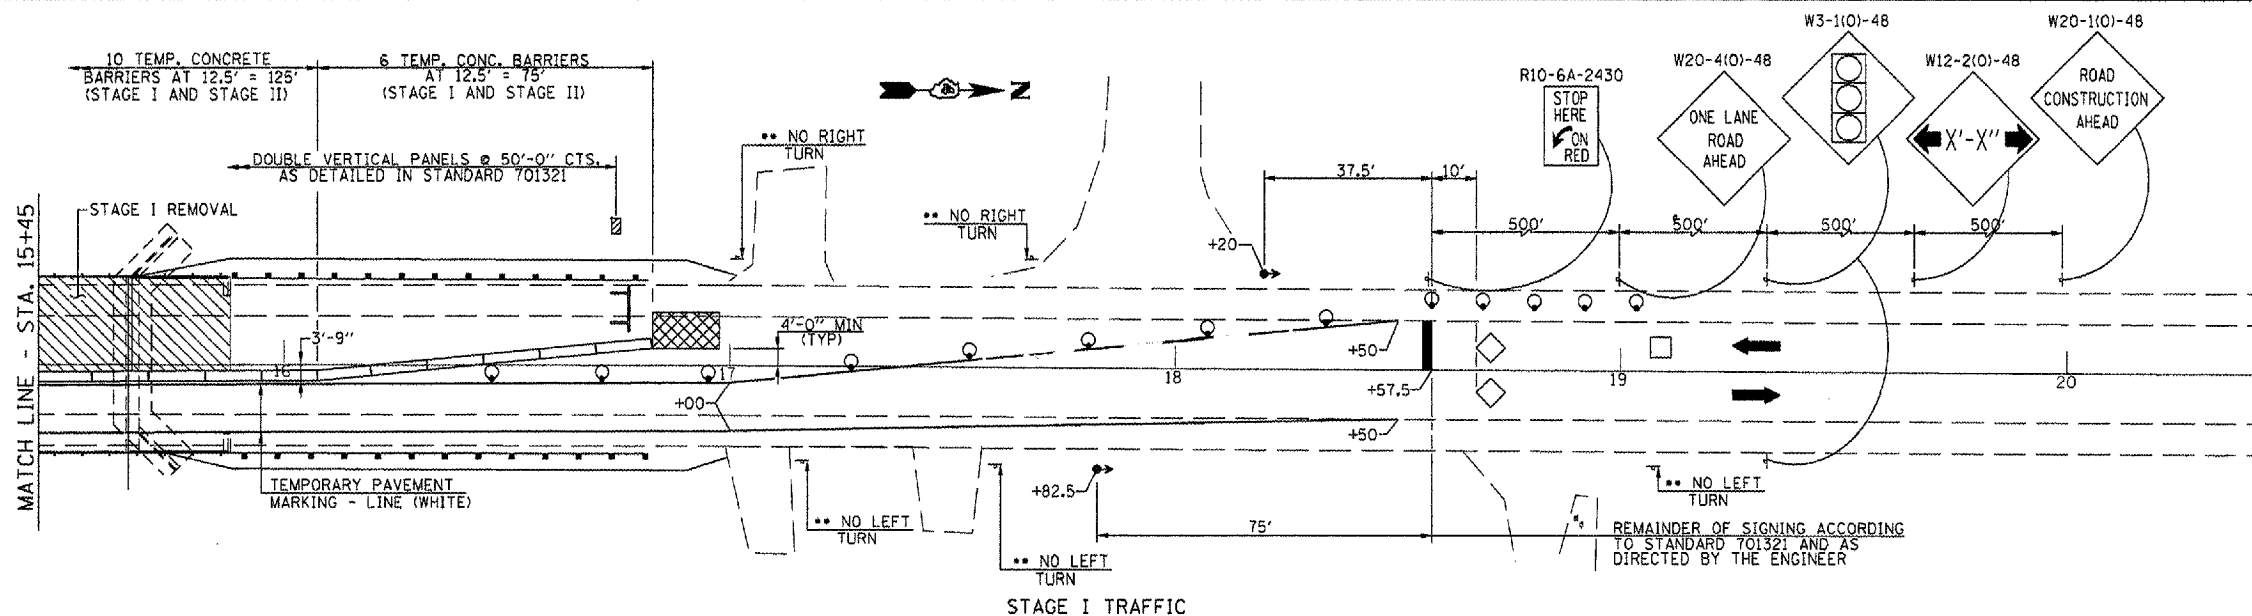 10 TEMP. CONCRETE
BARRIERS AT 12.5' = 125'
(STAGE I AND STAGE II)
6 TEMP. CONC. BARRIERS
AT 12.5' = 75'
(STAGE I AND STAGE II)
DOUBLE VERTICAL PANELS @ 50'-0" CTS.
AS DETAILED IN STANDARD 701321
STAGE I REMOVAL
MATCH LINE - STA. 15+45
3'-9"
16
TEMPORARY PAVEMENT
MARKING - LINE (WHITE)
** NO RIGHT
TURN
N
** NO RIGHT
TURN
4'-0" MIN
(TYP)
17
+00
** NO LEFT
TURN
** NO LEFT
TURN
+82.5
75'
+20
37.5'
10'
18
+50
+57.5
+50
R10-6A-2430
STOP
HERE
ON
RED
W20-4(O)-48
ONE LANE
ROAD
AHEAD
W3-1(O)-48
W12-2(O)-48
X'-X"
W20-1(O)-48
ROAD
CONSTRUCTION
AHEAD
500'
500'
500'
500'
19
20
** NO LEFT
TURN
REMAINDER OF SIGNING ACCORDING
TO STANDARD 701321 AND AS
DIRECTED BY THE ENGINEER
STAGE I TRAFFIC